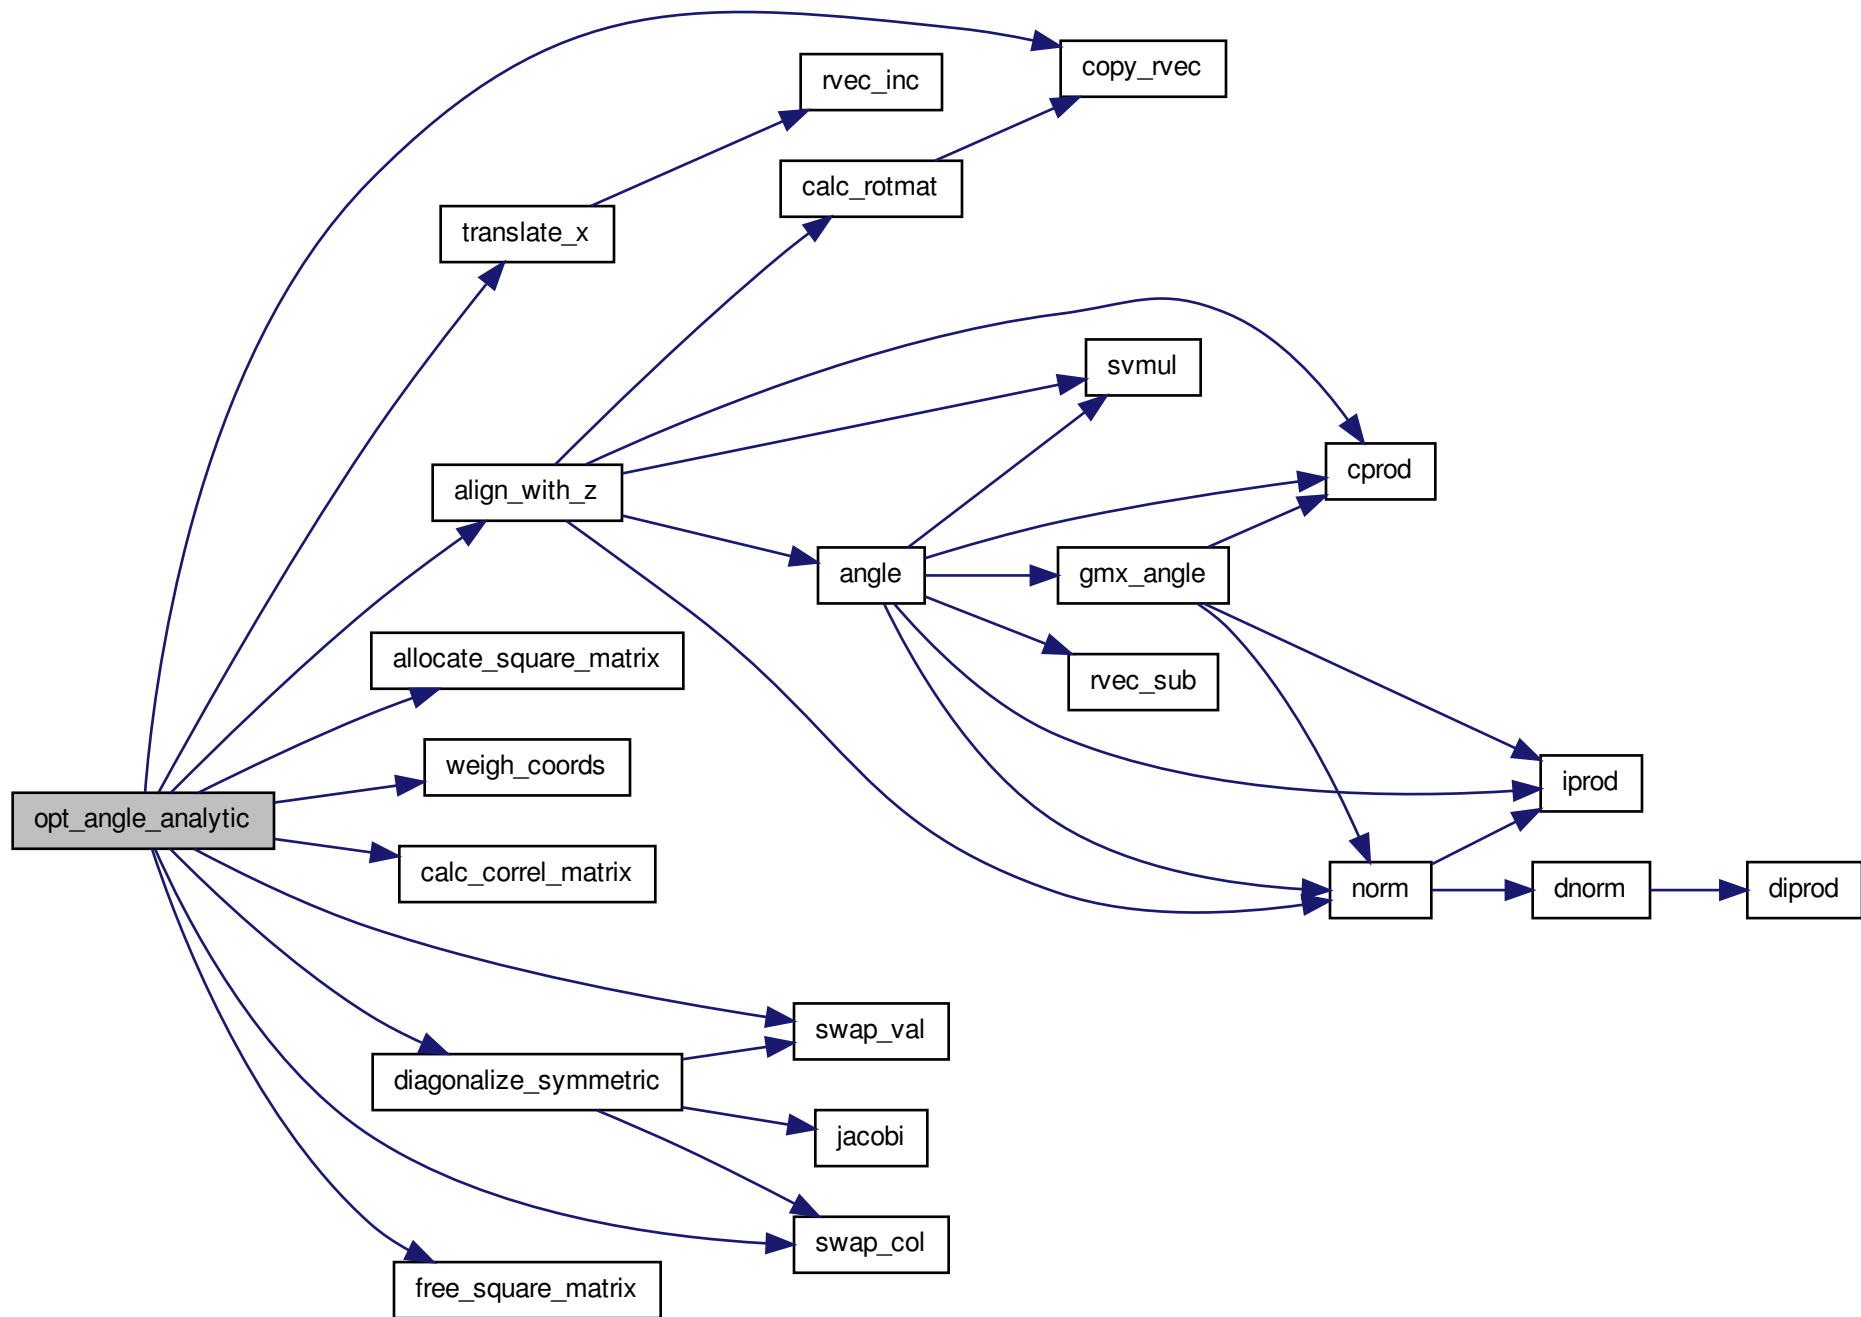 copy_rvec
rvec_inc
calc_rotmat
translate_x
svmul
cprod
align_with_z
angle
gmx_angle
allocate_square_matrix
rvec_sub
weigh_coords
iprod
opt_angle_analytic
calc_correl_matrix
norm
dnorm
diprod
swap_val
diagonalize_symmetric
jacobi
swap_col
free_square_matrix